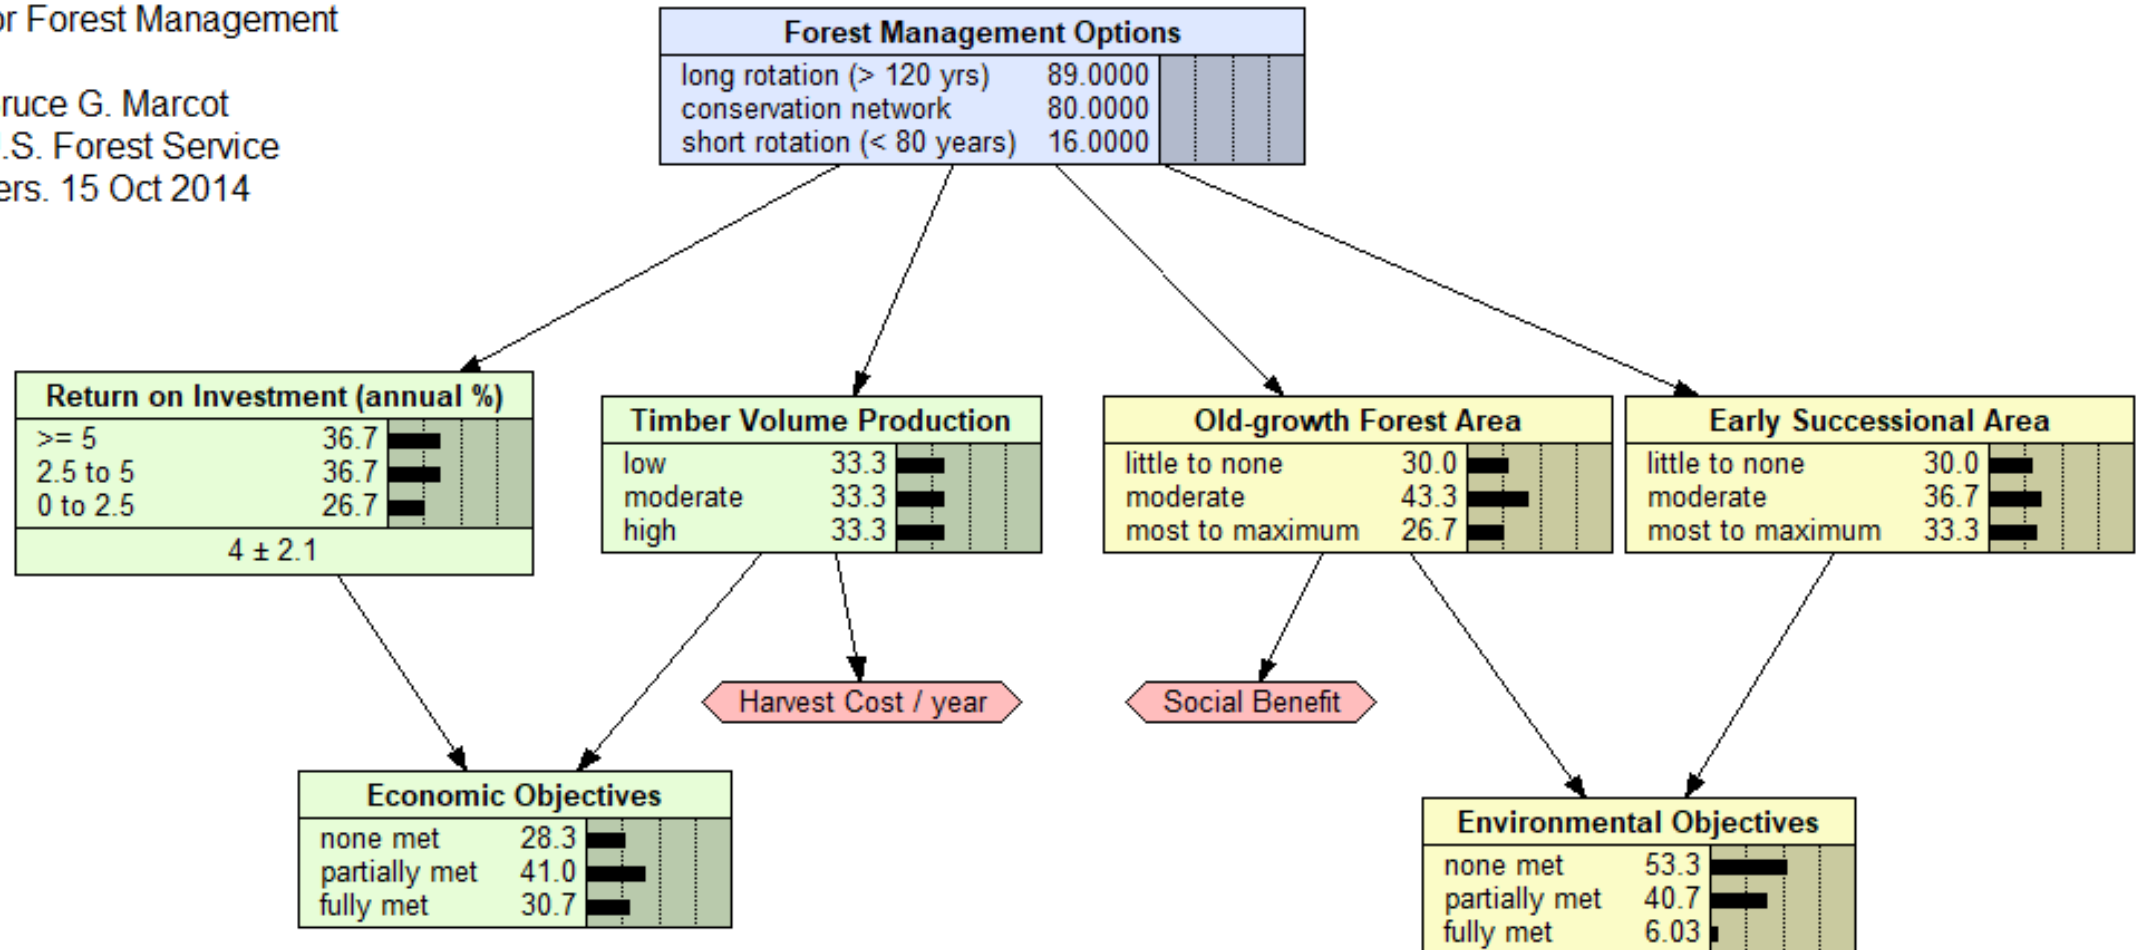 or Forest Management
ruce G. Marcot
.S. Forest Service
ers. 15 Oct 2014
Forest Management Options
long rotation (> 120 yrs) 89.0000
conservation network 80.0000
short rotation (< 80 years) 16.0000
Return on Investment (annual %)
>= 5 36.7
2.5 to 5 36.7
0 to 2.5 26.7
4 ± 2.1
Timber Volume Production
low 33.3
moderate 33.3
high 33.3
Old-growth Forest Area
little to none 30.0
moderate 43.3
most to maximum 26.7
Early Successional Area
little to none 30.0
moderate 36.7
most to maximum 33.3
Harvest Cost / year
Social Benefit
Economic Objectives
none met 28.3
partially met 41.0
fully met 30.7
Environmental Objectives
none met 53.3
partially met 40.7
fully met 6.03